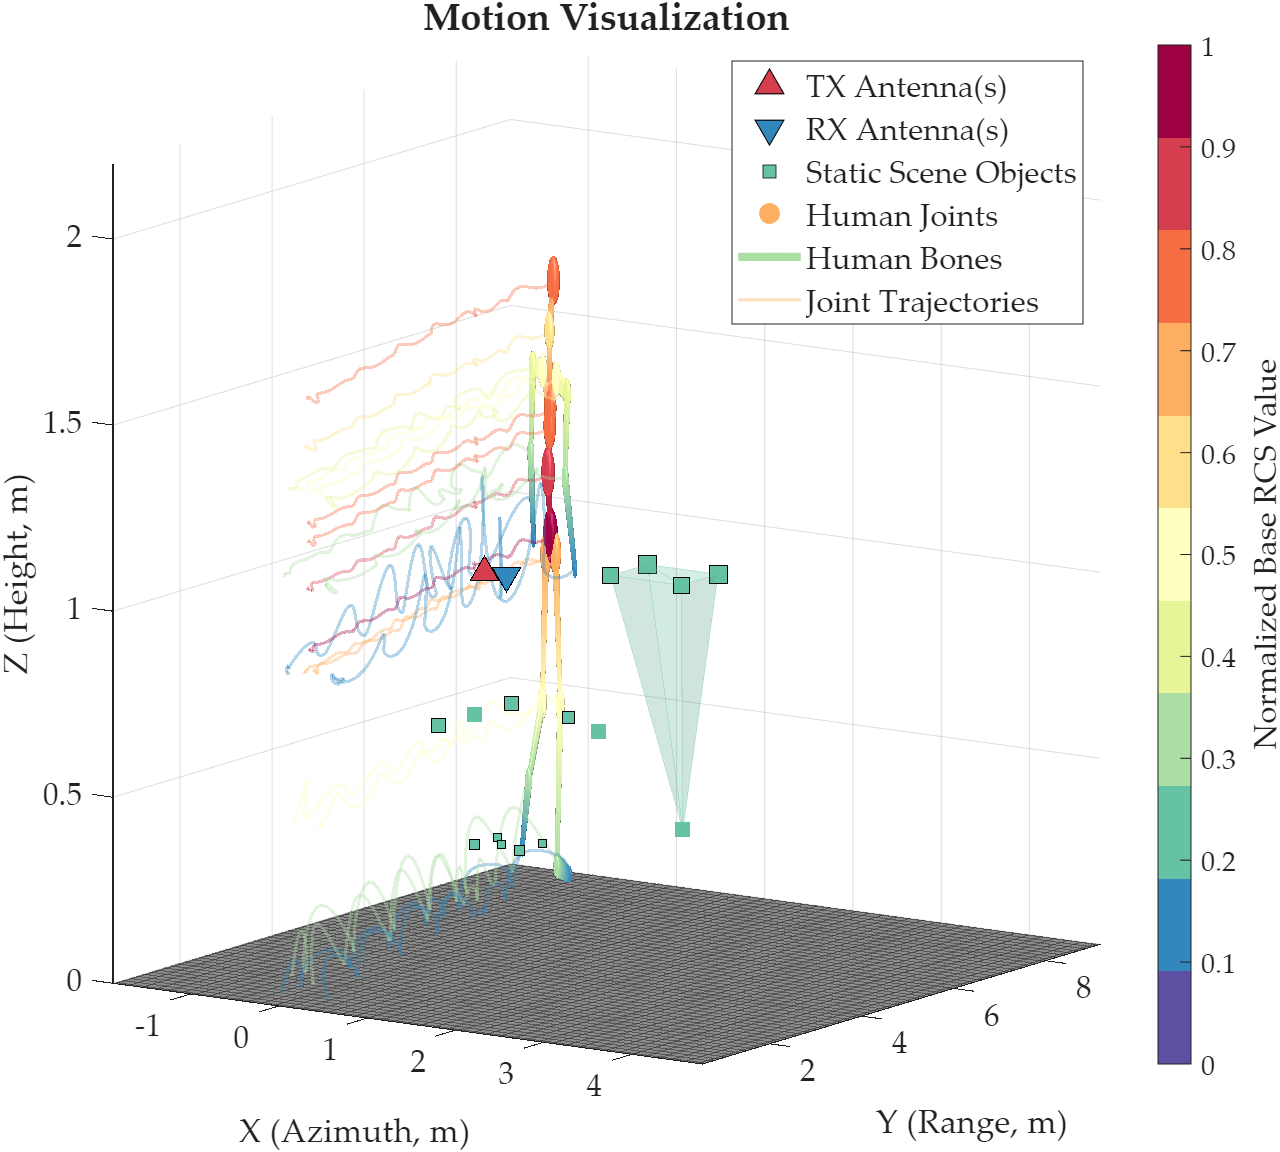 Motion Visualization
TX Antenna(s)
RX Antenna(s)
Static Scene Objects
Human Joints
Human Bones
Joint Trajectories
Z (Height, m)
2
1.5
1
0.5
0
-1
0
1
2
3
4
X (Azimuth, m)
2
4
6
8
Y (Range, m)
1
0.9
0.8
0.7
0.6
0.5
0.4
0.3
0.2
0.1
0
Normalized Base RCS Value